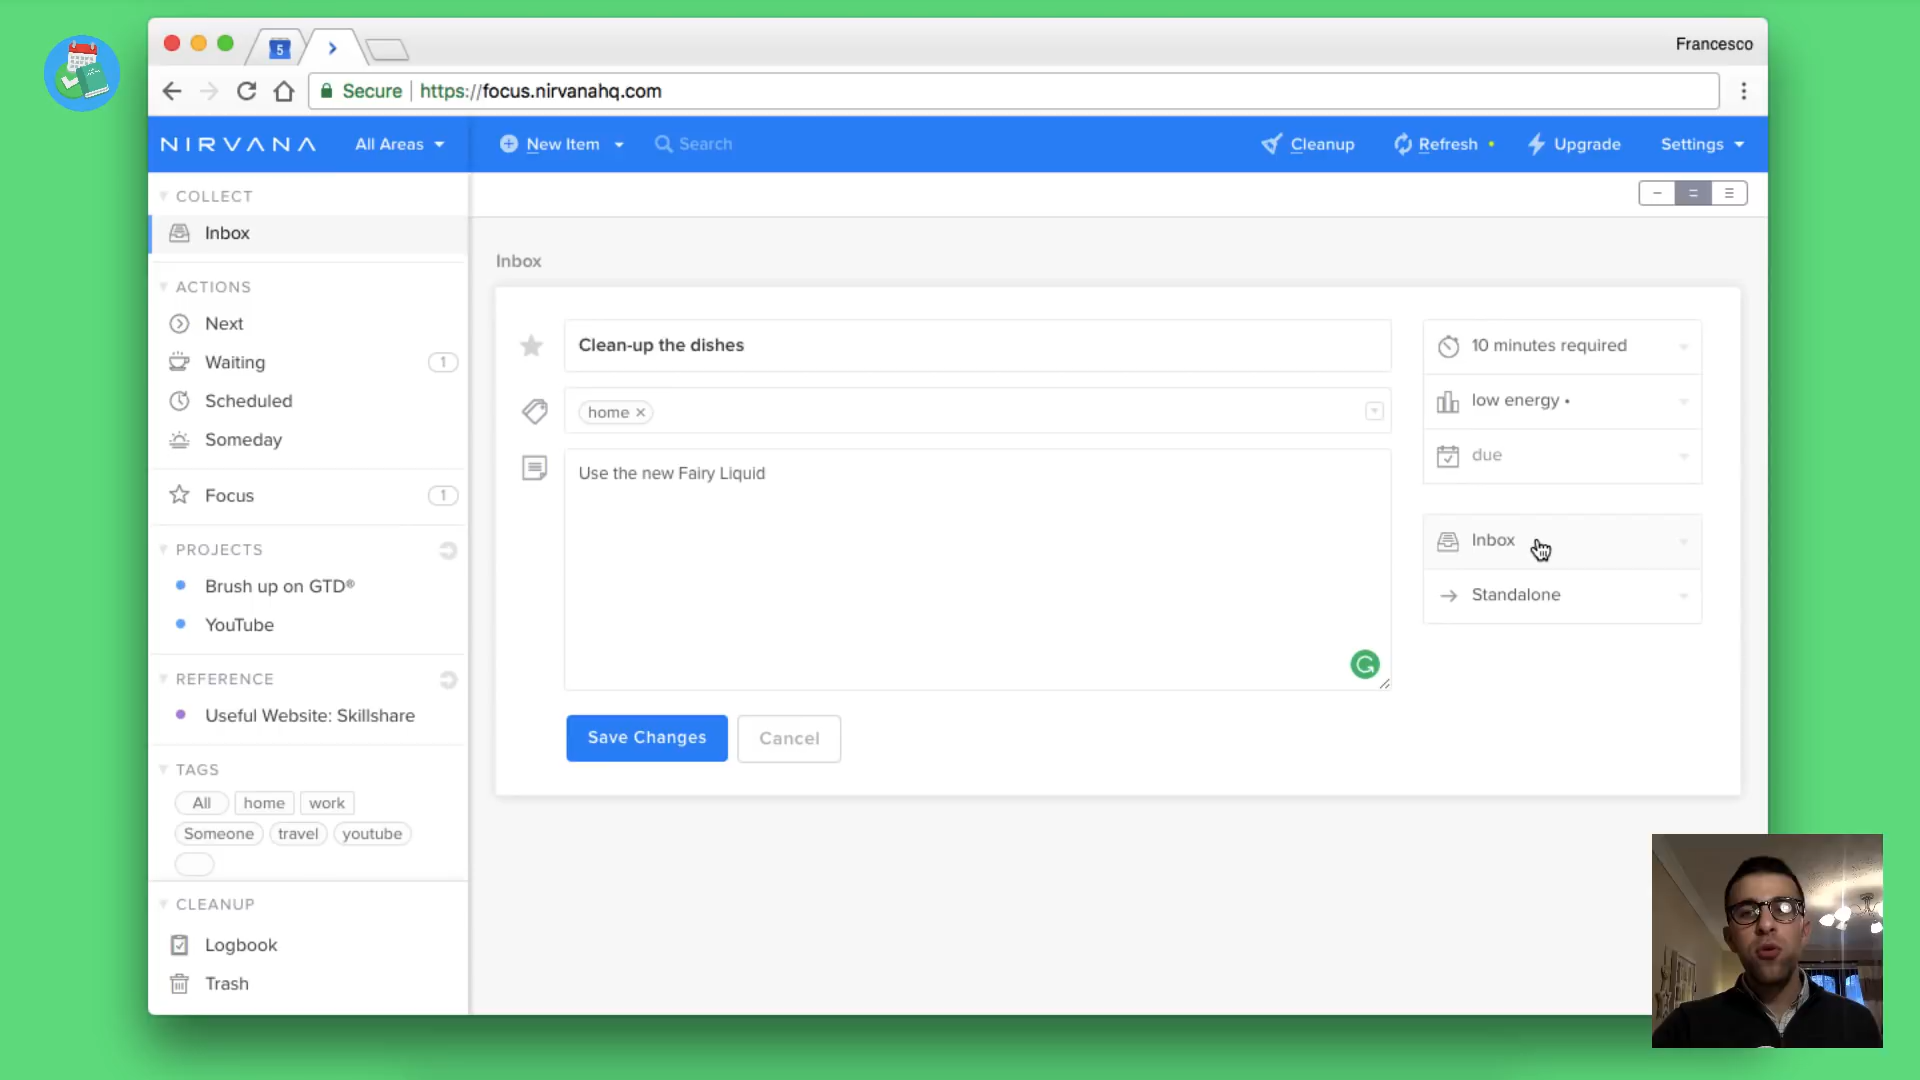 5
Francesco
Secure | https://focus.nirvanahq.com
NIRVANA
All Areas
New Item
Search
Cleanup
Refresh
Upgrade
Settings
COLLECT
Inbox
ACTIONS
Next
Waiting 1
Scheduled
Someday
Focus 1
PROJECTS
Brush up on GTD®
YouTube
REFERENCE
Useful Website: Skillshare
TAGS
All home work
Someone travel youtube
CLEANUP
Logbook
Trash
Inbox
Clean-up the dishes
home ×
Use the new Fairy Liquid
Save Changes
Cancel
10 minutes required
low energy •
due
Inbox
Standalone